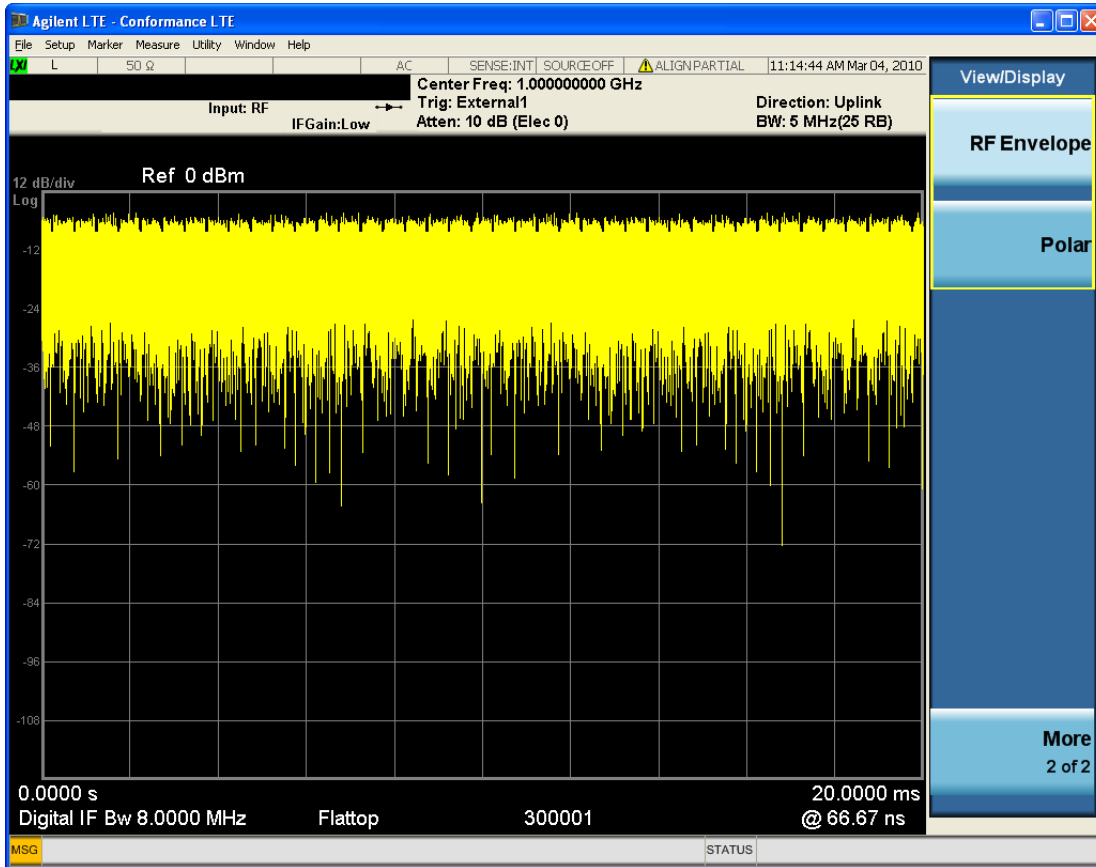 Agilent LTE - Conformance LTE
File Setup Marker Measure Utility Window Help
LXI L 50 Ω AC SENSE:INT SOURCE OFF ALIGN PARTIAL 11:14:44 AM Mar 04, 2010
Input: RF
IFGain:Low
Center Freq: 1.000000000 GHz
Trig: External1
Atten: 10 dB (Elec 0)
Direction: Uplink
BW: 5 MHz(25 RB)
View/Display
RF Envelope
Polar
More
2 of 2
12 dB/div
Log
Ref 0 dBm
-12
-24
-36
-48
-60
-72
-84
-96
-108
0.0000 s 20.0000 ms
Digital IF Bw 8.0000 MHz Flattop 300001 @ 66.67 ns
MSG STATUS